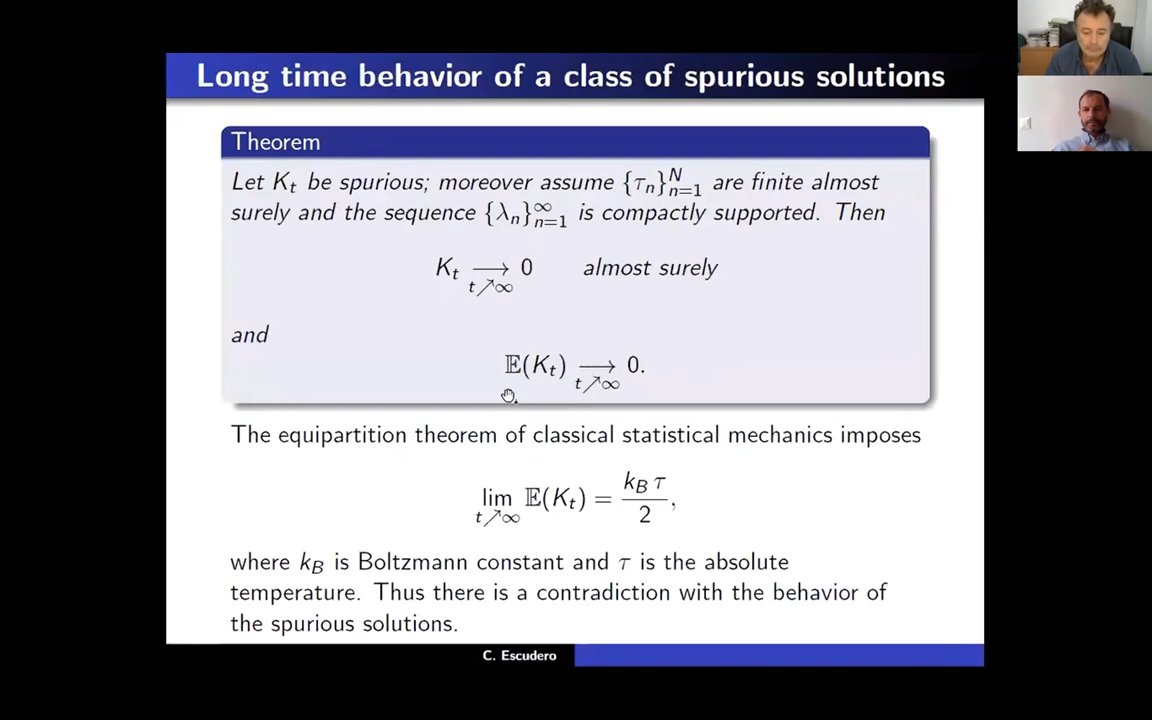 Long time behavior of a class of spurious solutions
Theorem
Let K_t be spurious; moreover assume {τ_n}_{n=1}^N are finite almost
surely and the sequence {λ_n}_{n=1}^∞ is compactly supported. Then
K_t ⟶_{t↗∞} 0 almost surely
and
𝔼(K_t) ⟶_{t↗∞} 0.
The equipartition theorem of classical statistical mechanics imposes
lim_{t↗∞} 𝔼(K_t) = k_B τ / 2,
where k_B is Boltzmann constant and τ is the absolute
temperature. Thus there is a contradiction with the behavior of
the spurious solutions.
C. Escudero